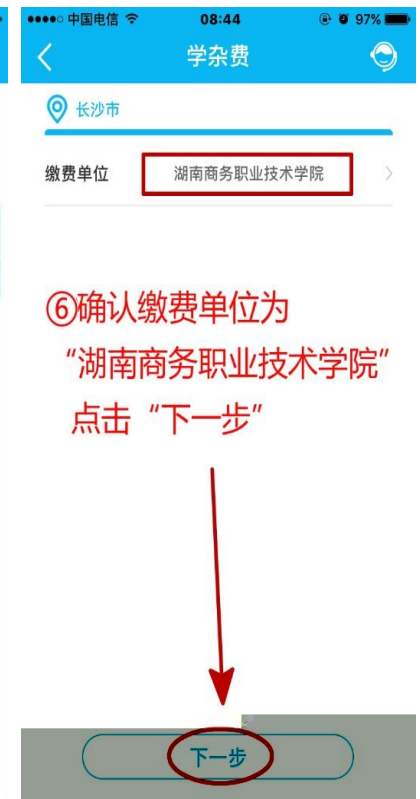 中国电信 08:44 97%
学杂费
长沙市
缴费单位 湖南商务职业技术学院
⑥确认缴费单位为
“湖南商务职业技术学院”
点击“下一步”
下一步